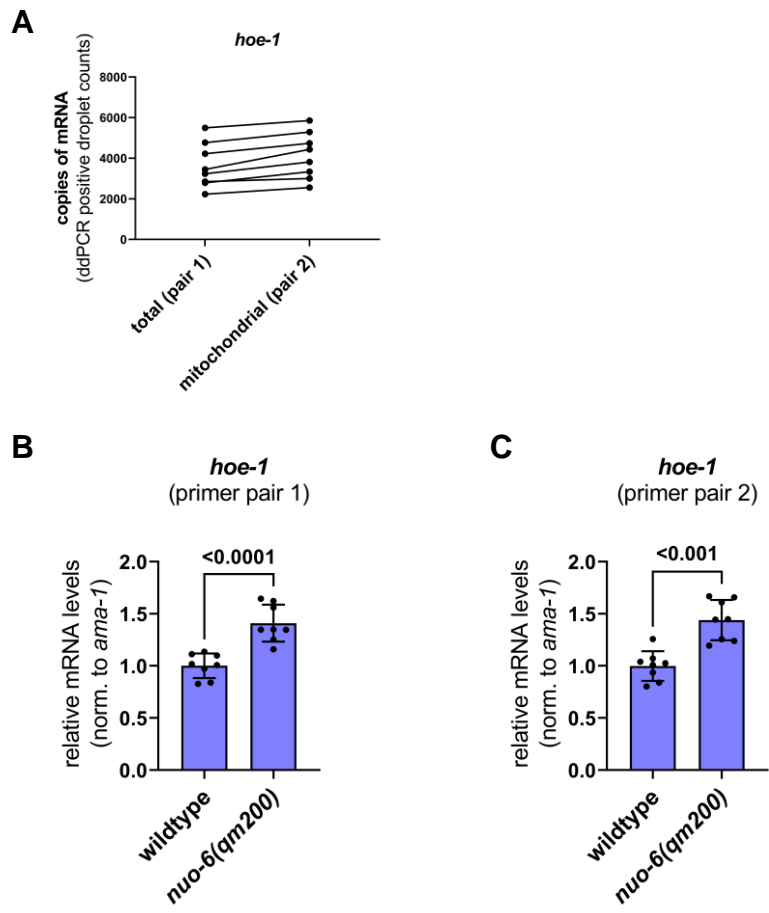 A
hoe-1
copies of mRNA
(ddPCR positive droplet counts)
8000
6000
4000
2000
0
total (pair 1)
mitochondrial (pair 2)
B
hoe-1
(primer pair 1)
relative mRNA levels
(norm. to ama-1)
2.0
1.5
1.0
0.5
0.0
<0.0001
wildtype
nuo-6(qm200)
C
hoe-1
(primer pair 2)
relative mRNA levels
(norm. to ama-1)
2.0
1.5
1.0
0.5
0.0
<0.001
wildtype
nuo-6(qm200)